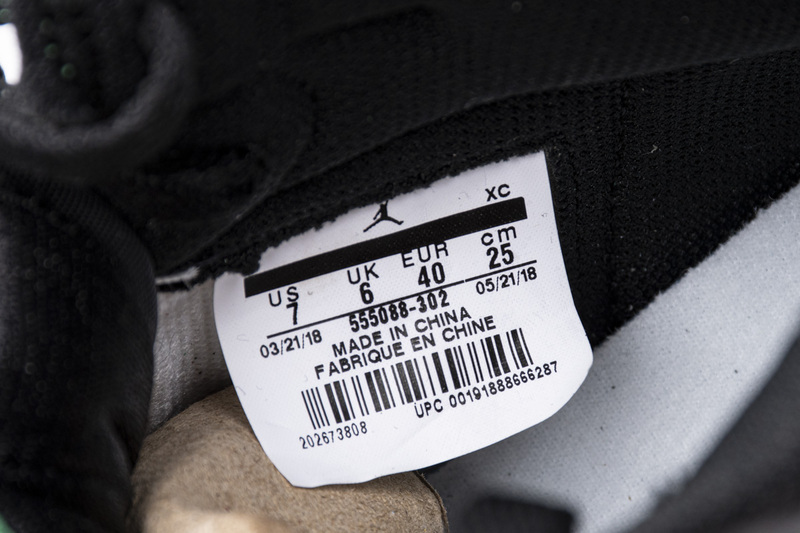 XC
US UK EUR cm
7 6 40 25
03/21/18 555088-302 05/21/18
MADE IN CHINA
FABRIQUE EN CHINE
202673808 UPC 00191888666287